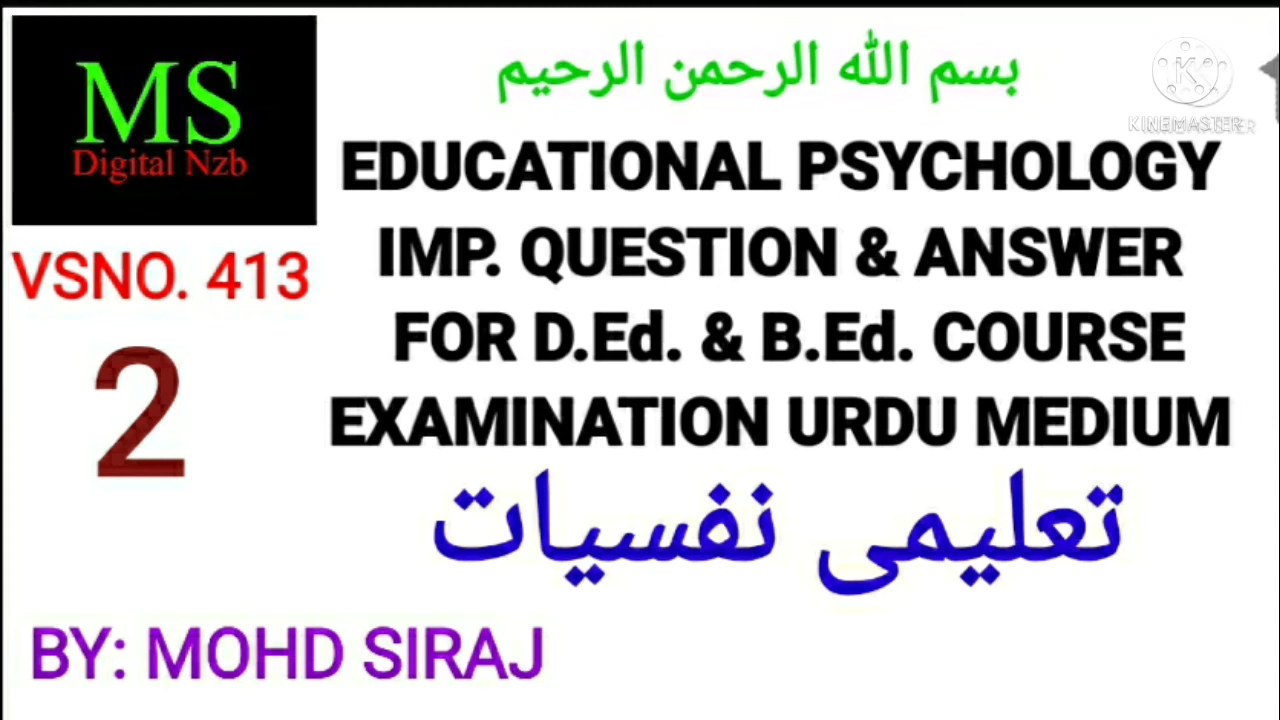 MS
Digital Nzb
بسم الله الرحمن الرحيم
KINEMASTER
EDUCATIONAL PSYCHOLOGY
IMP. QUESTION & ANSWER
FOR D.Ed. & B.Ed. COURSE
EXAMINATION URDU MEDIUM
تعلیمی نفسیات
VSNO. 413
2
BY: MOHD SIRAJ